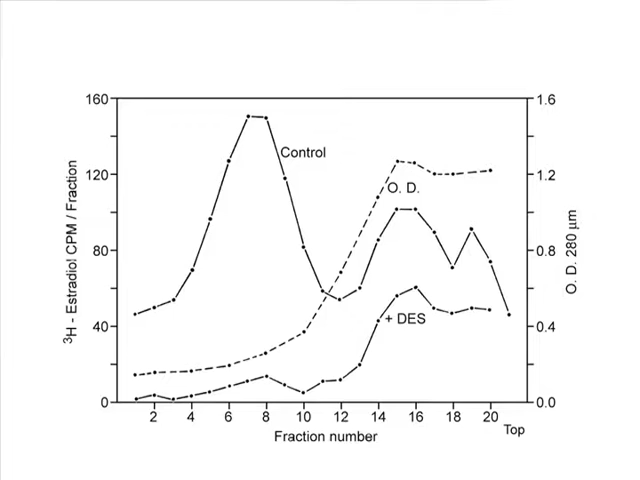 160
120
80
40
0
³H - Estradiol CPM / Fraction
1.6
1.2
0.8
0.4
0.0
O. D. 280 µm
Control
O. D.
+ DES
2 4 6 8 10 12 14 16 18 20
Top
Fraction number